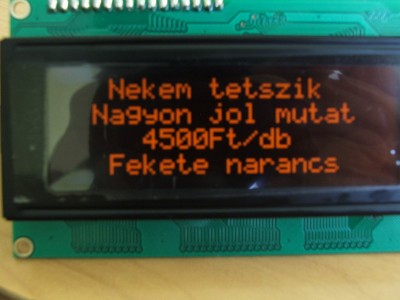 Nekem tetszik
Nagyon jol mutat
4500Ft/db
Fekete narancs